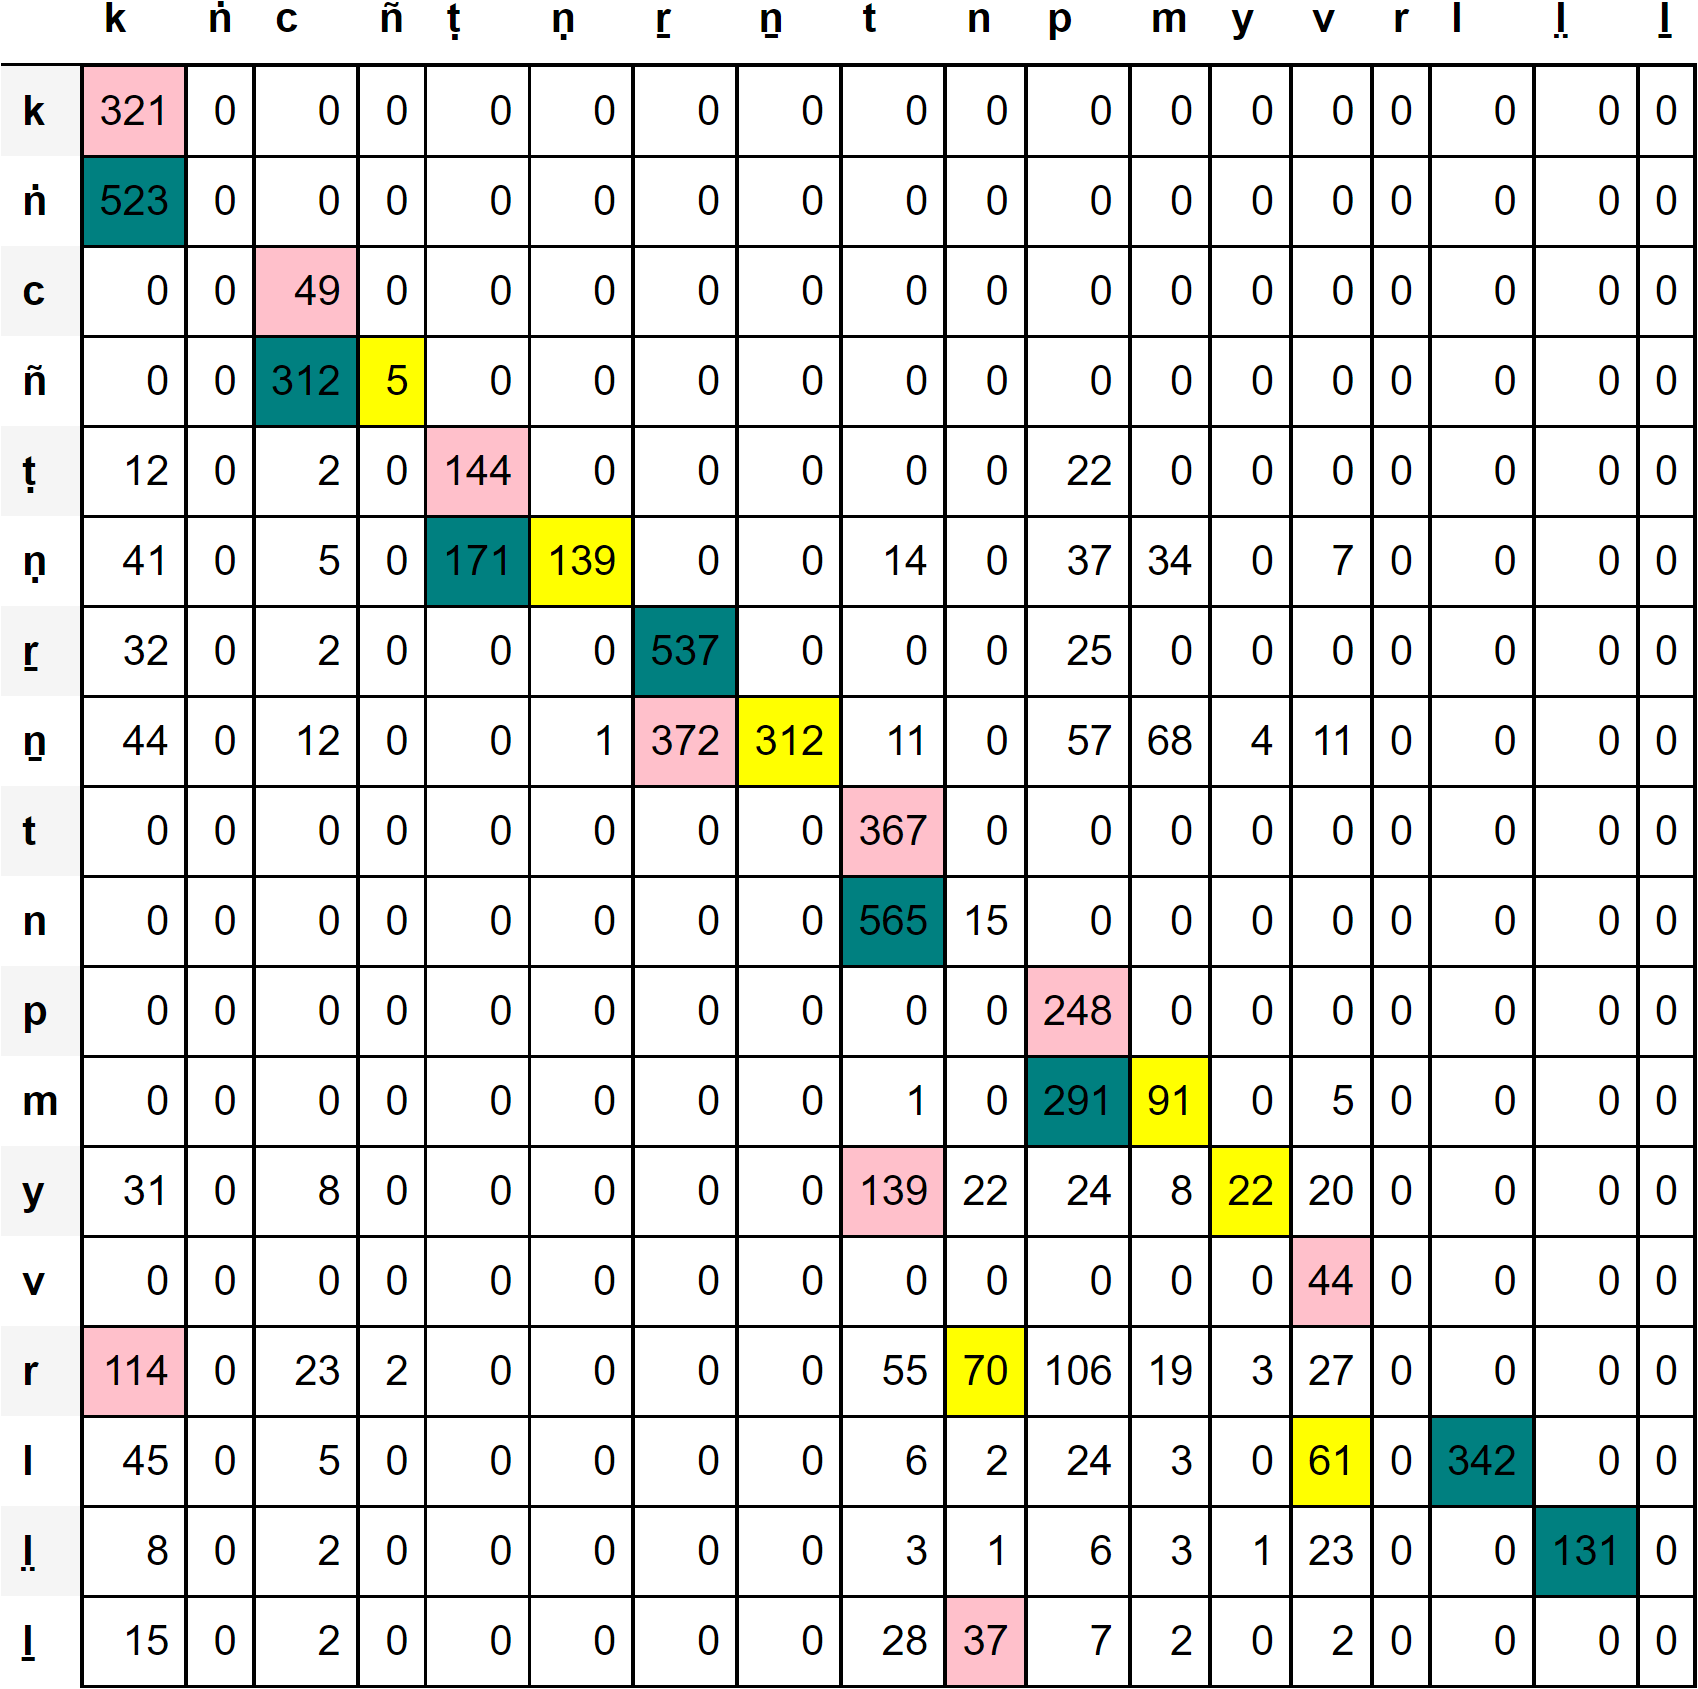 k ṅ c ñ ṭ ṇ ṟ ṉ t n p m y v r l l̤ ḻ
k 321 0 0 0 0 0 0 0 0 0 0 0 0 0 0 0 0 0
ṅ 523 0 0 0 0 0 0 0 0 0 0 0 0 0 0 0 0 0
c 0 0 49 0 0 0 0 0 0 0 0 0 0 0 0 0 0 0
ñ 0 0 312 5 0 0 0 0 0 0 0 0 0 0 0 0 0 0
ṭ 12 0 2 0 144 0 0 0 0 0 22 0 0 0 0 0 0 0
ṇ 41 0 5 0 171 139 0 0 14 0 37 34 0 7 0 0 0 0
ṟ 32 0 2 0 0 0 537 0 0 0 25 0 0 0 0 0 0 0
ṉ 44 0 12 0 0 1 372 312 11 0 57 68 4 11 0 0 0 0
t 0 0 0 0 0 0 0 0 367 0 0 0 0 0 0 0 0 0
n 0 0 0 0 0 0 0 0 565 15 0 0 0 0 0 0 0 0
p 0 0 0 0 0 0 0 0 0 0 248 0 0 0 0 0 0 0
m 0 0 0 0 0 0 0 0 1 0 291 91 0 5 0 0 0 0
y 31 0 8 0 0 0 0 0 139 22 24 8 22 20 0 0 0 0
v 0 0 0 0 0 0 0 0 0 0 0 0 0 44 0 0 0 0
r 114 0 23 2 0 0 0 0 55 70 106 19 3 27 0 0 0 0
l 45 0 5 0 0 0 0 0 6 2 24 3 0 61 0 342 0 0
l̤ 8 0 2 0 0 0 0 0 3 1 6 3 1 23 0 0 131 0
ḻ 15 0 2 0 0 0 0 0 28 37 7 2 0 2 0 0 0 0